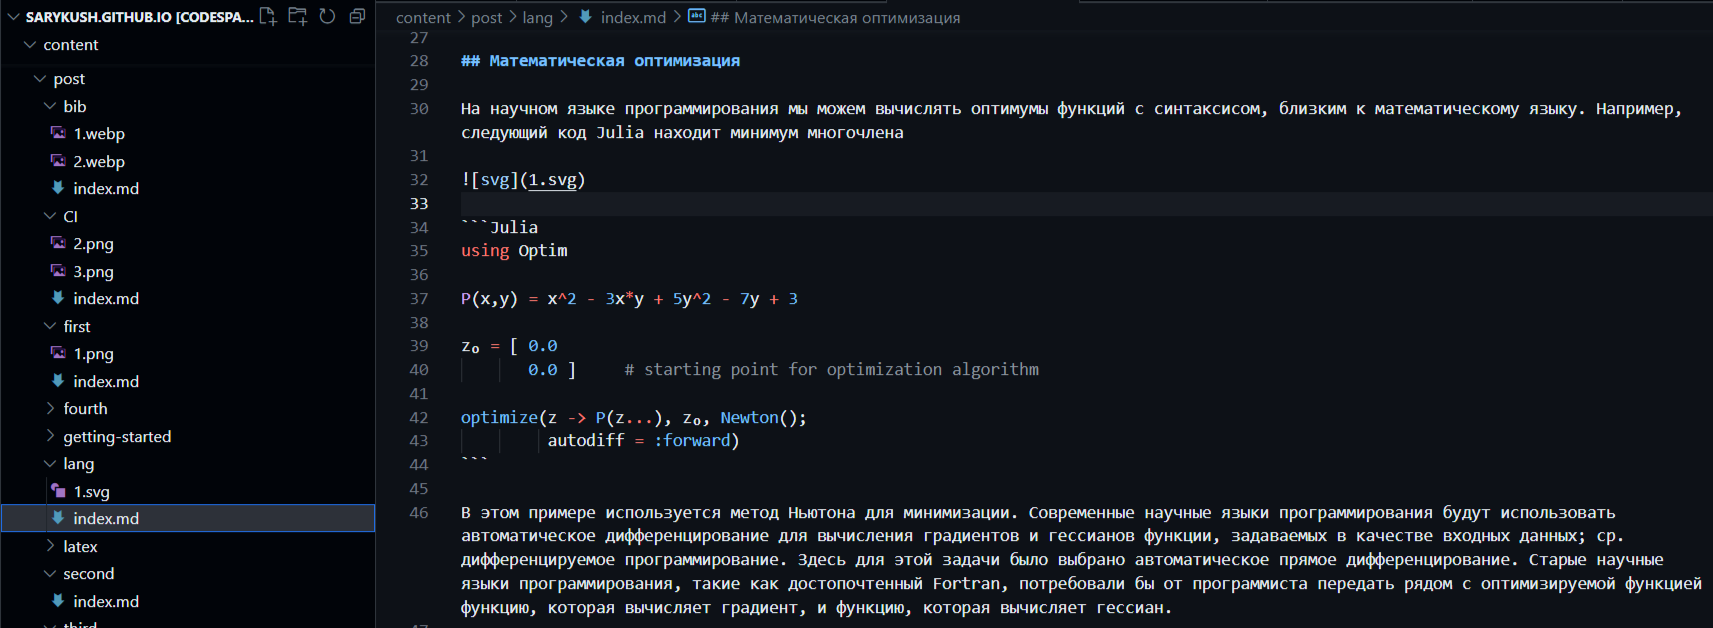 SARYKUSH.GITHUB.IO [CODESPA...
content
post
bib
1.webp
2.webp
index.md
CI
2.png
3.png
index.md
first
1.png
index.md
fourth
getting-started
lang
1.svg
index.md
latex
second
index.md
third
content > post > lang > index.md > ## Математическая оптимизация
27
28 ## Математическая оптимизация
29
30 На научном языке программирования мы можем вычислять оптимумы функций с синтаксисом, близким к математическому языку. Например,
следующий код Julia находит минимум многочлена
31
32 ![svg](1.svg)
33
34 ```Julia
35 using Optim
36
37 P(x,y) = x^2 - 3x*y + 5y^2 - 7y + 3
38
39 z₀ = [ 0.0
40 0.0 ] # starting point for optimization algorithm
41
42 optimize(z -> P(z...), z₀, Newton();
43 autodiff = :forward)
44 ```
45
46 В этом примере используется метод Ньютона для минимизации. Современные научные языки программирования будут использовать
автоматическое дифференцирование для вычисления градиентов и гессианов функции, задаваемых в качестве входных данных; ср.
дифференцируемое программирование. Здесь для этой задачи было выбрано автоматическое прямое дифференцирование. Старые научные
языки программирования, такие как достопочтенный Fortran, потребовали бы от программиста передать рядом с оптимизируемой функцией
функцию, которая вычисляет градиент, и функцию, которая вычисляет гессиан.
47